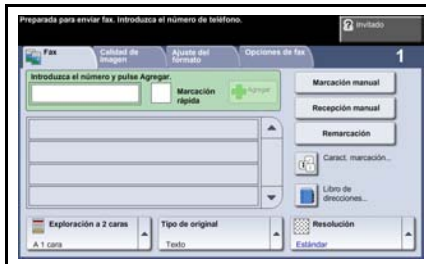 Preparada para enviar fax. Introduzca el número de teléfono.
Invitado
Fax
Calidad de imagen
Ajuste del formato
Opciones de fax
1
Introduzca el número y pulse Agregar.
Marcación rápida
Agregar
Marcación manual
Recepción manual
Remarcación
Caract. marcación...
Libro de direcciones...
Exploración a 2 caras
A 1 cara
Tipo de original
Texto
Resolución
Estándar